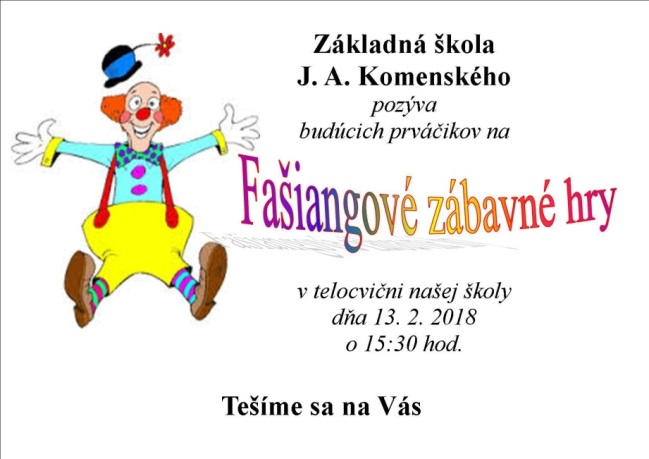 Základná škola
J. A. Komenského
pozýva
budúcich prváčikov na
Fašiangové zábavné hry
v telocvični našej školy
dňa 13. 2. 2018
o 15:30 hod.
Tešíme sa na Vás